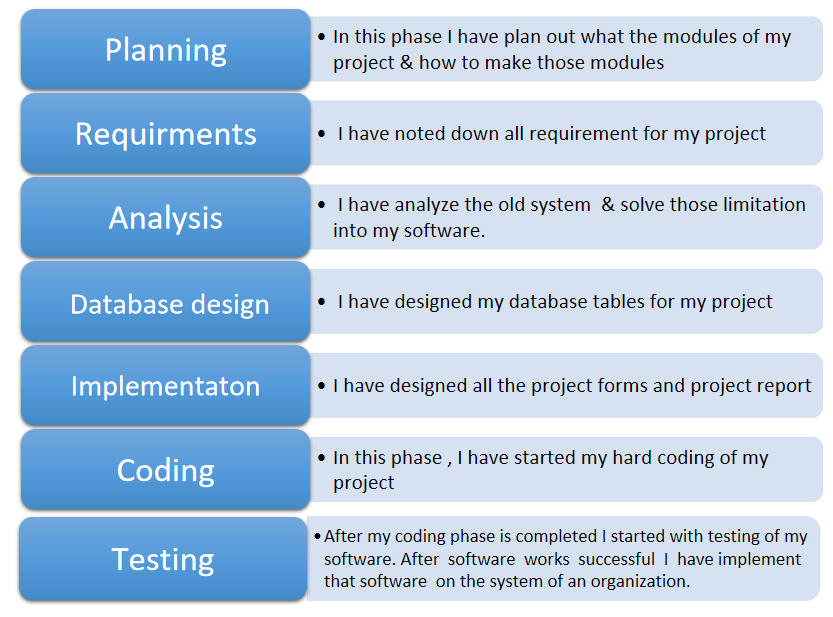 Planning
• In this phase I have plan out what the modules of my
project & how to make those modules
Requirments
• I have noted down all requirement for my project
Analysis
• I have analyze the old system & solve those limitation
into my software.
Database design
• I have designed my database tables for my project
Implementaton
• I have designed all the project forms and project report
Coding
• In this phase , I have started my hard coding of my
project
Testing
• After my coding phase is completed I started with testing of my
software. After software works successful I have implement
that software on the system of an organization.